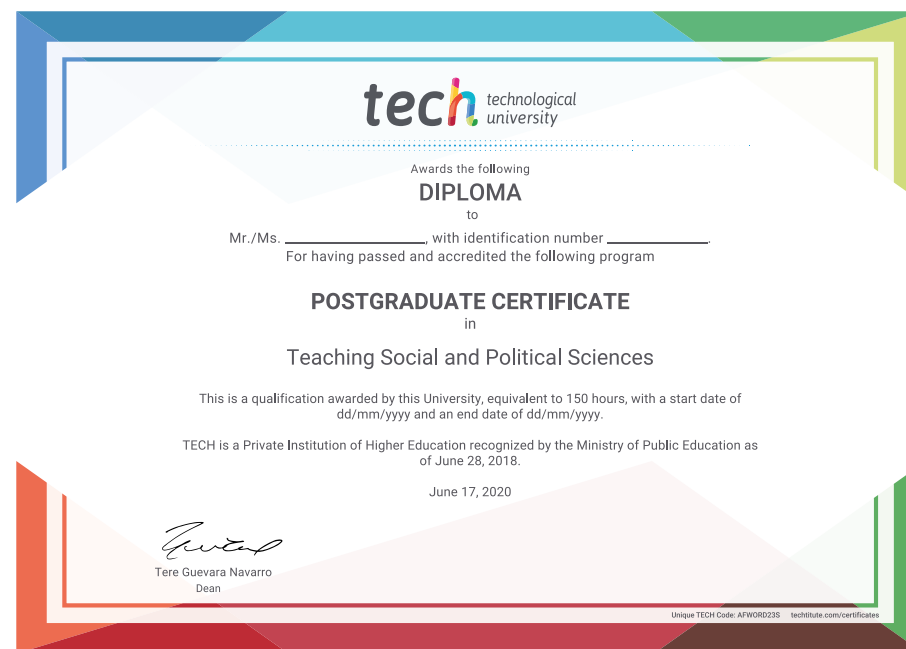 tech technological
university
Awards the following
DIPLOMA
to
Mr./Ms. ____________________, with identification number ______________.
For having passed and accredited the following program
POSTGRADUATE CERTIFICATE
in
Teaching Social and Political Sciences
This is a qualification awarded by this University, equivalent to 150 hours, with a start date of
dd/mm/yyyy and an end date of dd/mm/yyyy.
TECH is a Private Institution of Higher Education recognized by the Ministry of Public Education as
of June 28, 2018.
June 17, 2020
Tere Guevara Navarro
Dean
Unique TECH Code: AFWORD23S techtitute.com/certificates